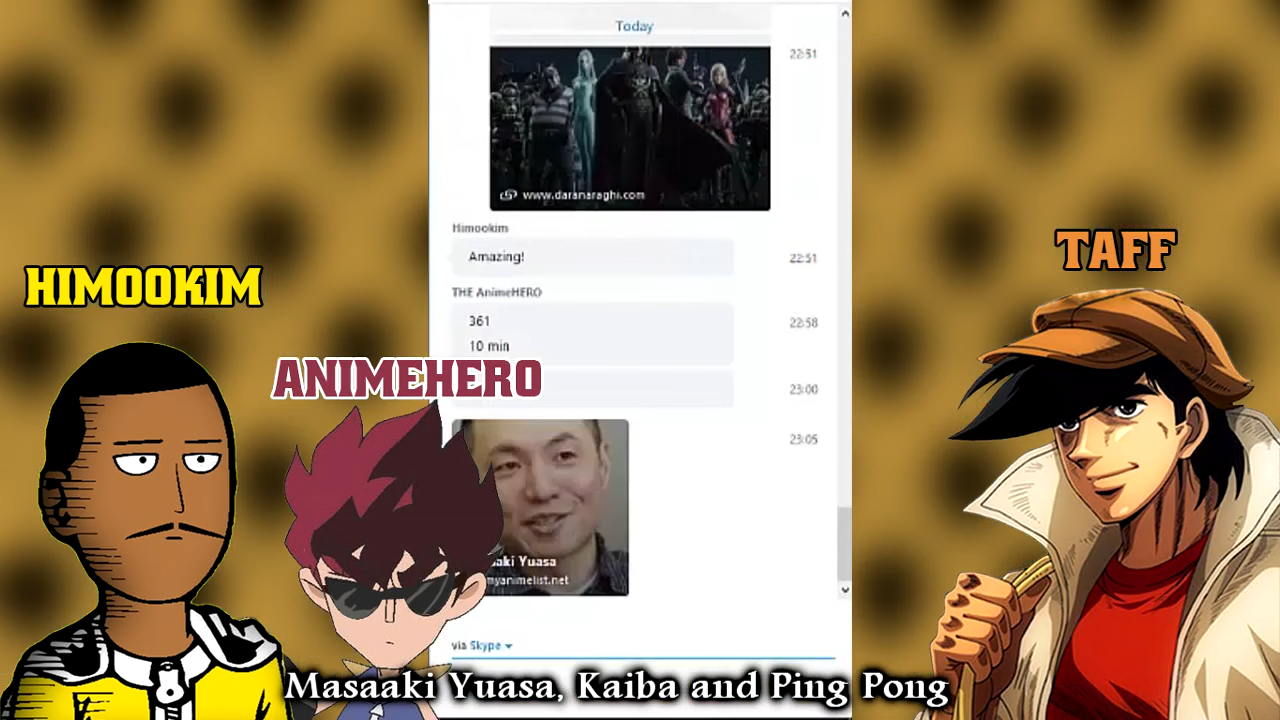 Today
22:51
www.daranaraghi.com
Himookim
Amazing!
22:51
THE AnimeHERO
361
22:58
10 min
23:00
23:05
aki Yuasa
myanimelist.net
via Skype
HIMOOKIM
ANIMEHERO
TAFF
Masaaki Yuasa, Kaiba and Ping Pong